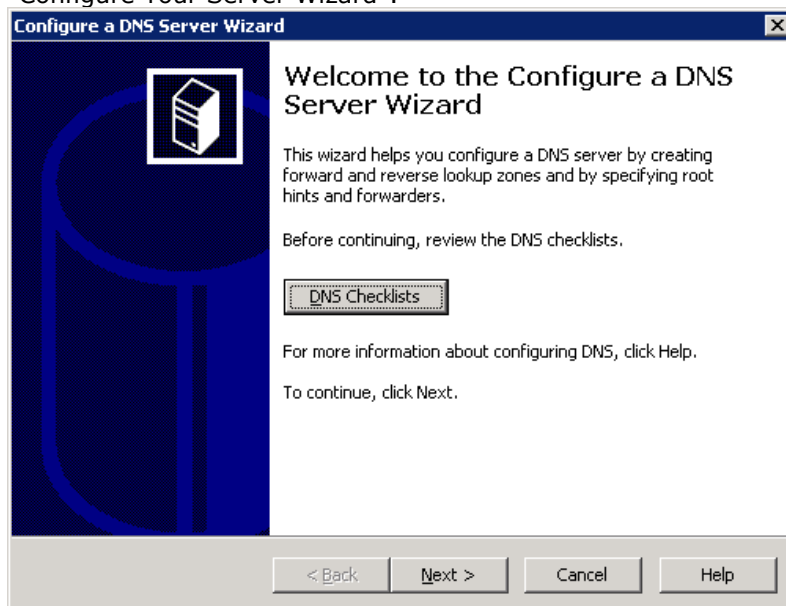 Configure Your Server Wizard".
Configure a DNS Server Wizard
Welcome to the Configure a DNS
Server Wizard
This wizard helps you configure a DNS server by creating
forward and reverse lookup zones and by specifying root
hints and forwarders.
Before continuing, review the DNS checklists.
DNS Checklists
For more information about configuring DNS, click Help.
To continue, click Next.
< Back
Next >
Cancel
Help